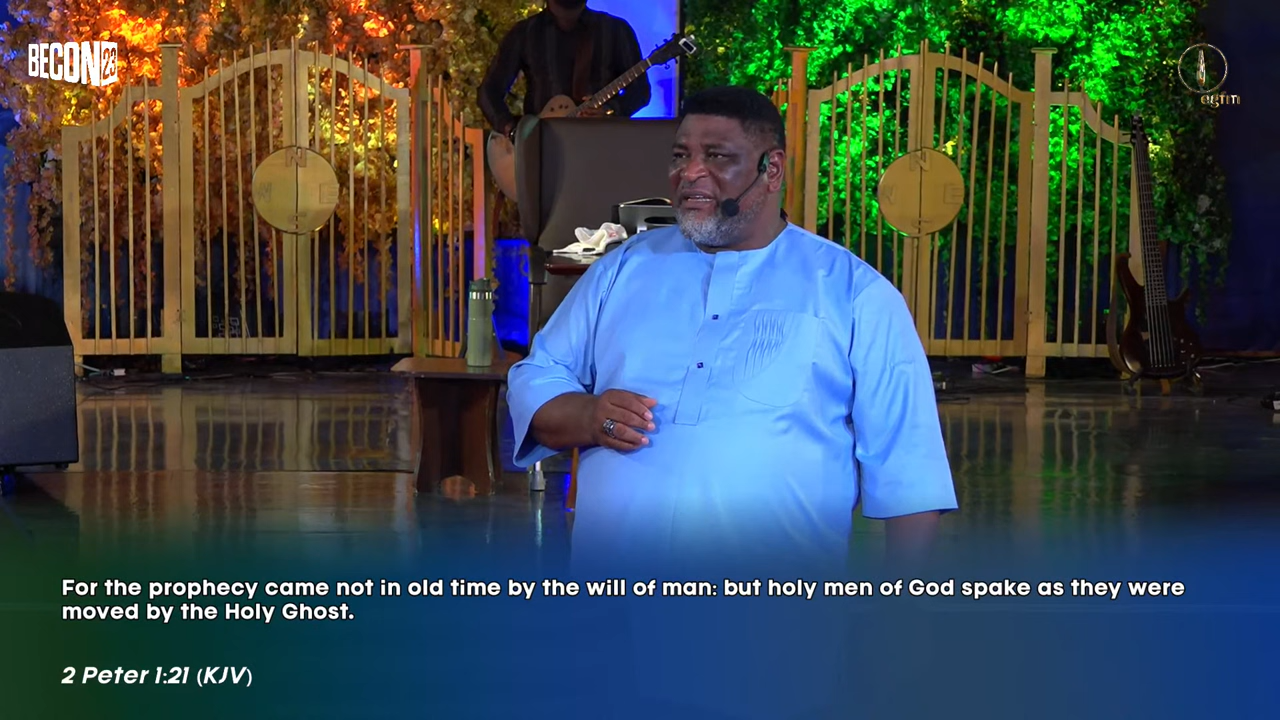 BECON23
For the prophecy came not in old time by the will of man: but holy men of God spake as they were
moved by the Holy Ghost.
2 Peter 1:21 (KJV)